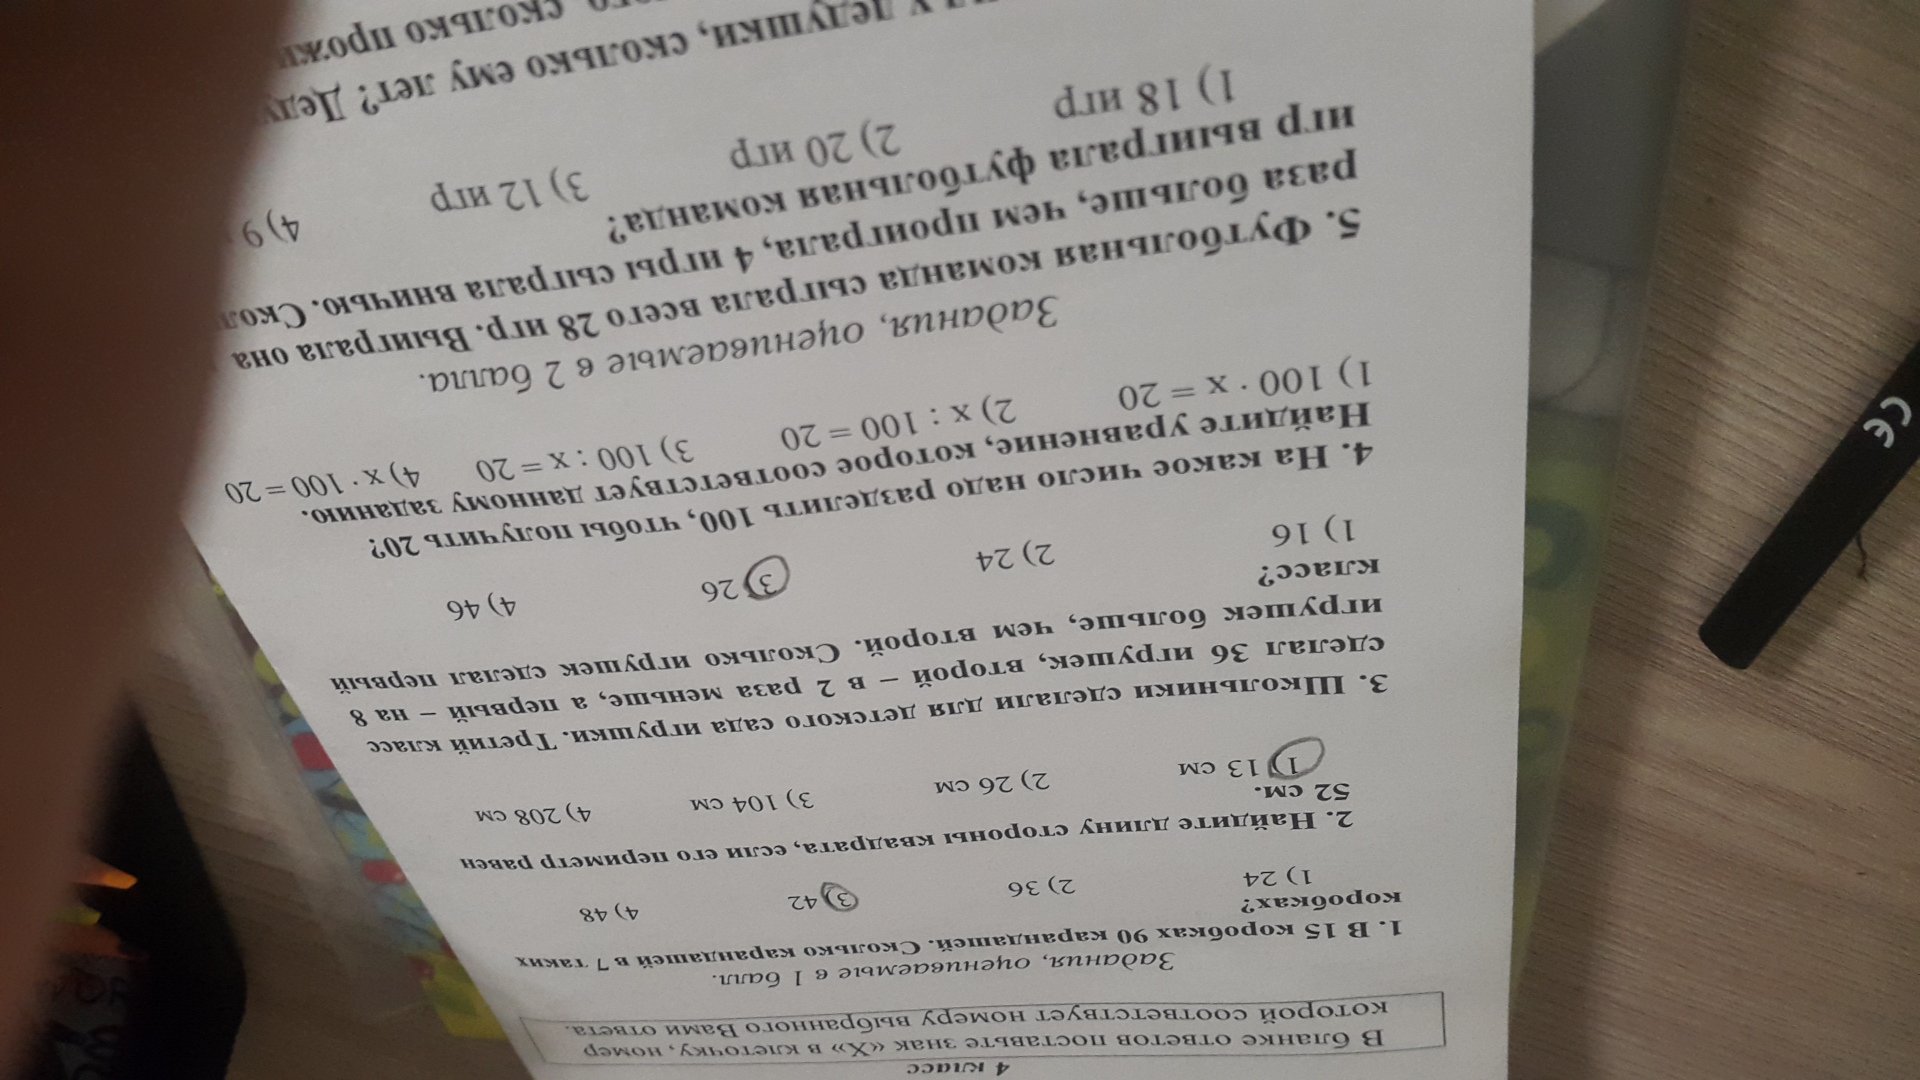 4 класс
В бланке ответов поставьте знак «X» в клеточку, номер
которой соответствует номеру выбранного Вами ответа.
Задания, оцениваемые в 1 балл.
1. В 15 коробках 90 карандашей. Сколько карандашей в 7 таких
коробках?
1) 24 2) 36 3) 42 4) 48
2. Найдите длину стороны квадрата, если его периметр равен
52 см.
1) 13 см 2) 26 см 3) 104 см 4) 208 см
3. Школьники сделали для детского сада игрушки. Третий класс
сделал 36 игрушек, второй – в 2 раза меньше, а первый – на 8
игрушек больше, чем второй. Сколько игрушек сделал первый
класс?
1) 16 2) 24 3) 26 4) 46
4. На какое число надо разделить 100, чтобы получить 20?
Найдите уравнение, которое соответствует данному заданию.
1) 100 · x = 20 2) x : 100 = 20 3) 100 : x = 20 4) x · 100 = 20
Задания, оцениваемые в 2 балла.
5. Футбольная команда сыграла всего 28 игр. Выиграла она
раза больше, чем проиграла, 4 игры сыграла вничью.
игр выиграла футбольная команда?
1) 18 игр 2) 20 игр 3) 12 игр 4) 9
у дедушки, сколько ему лет?
сколько
CE